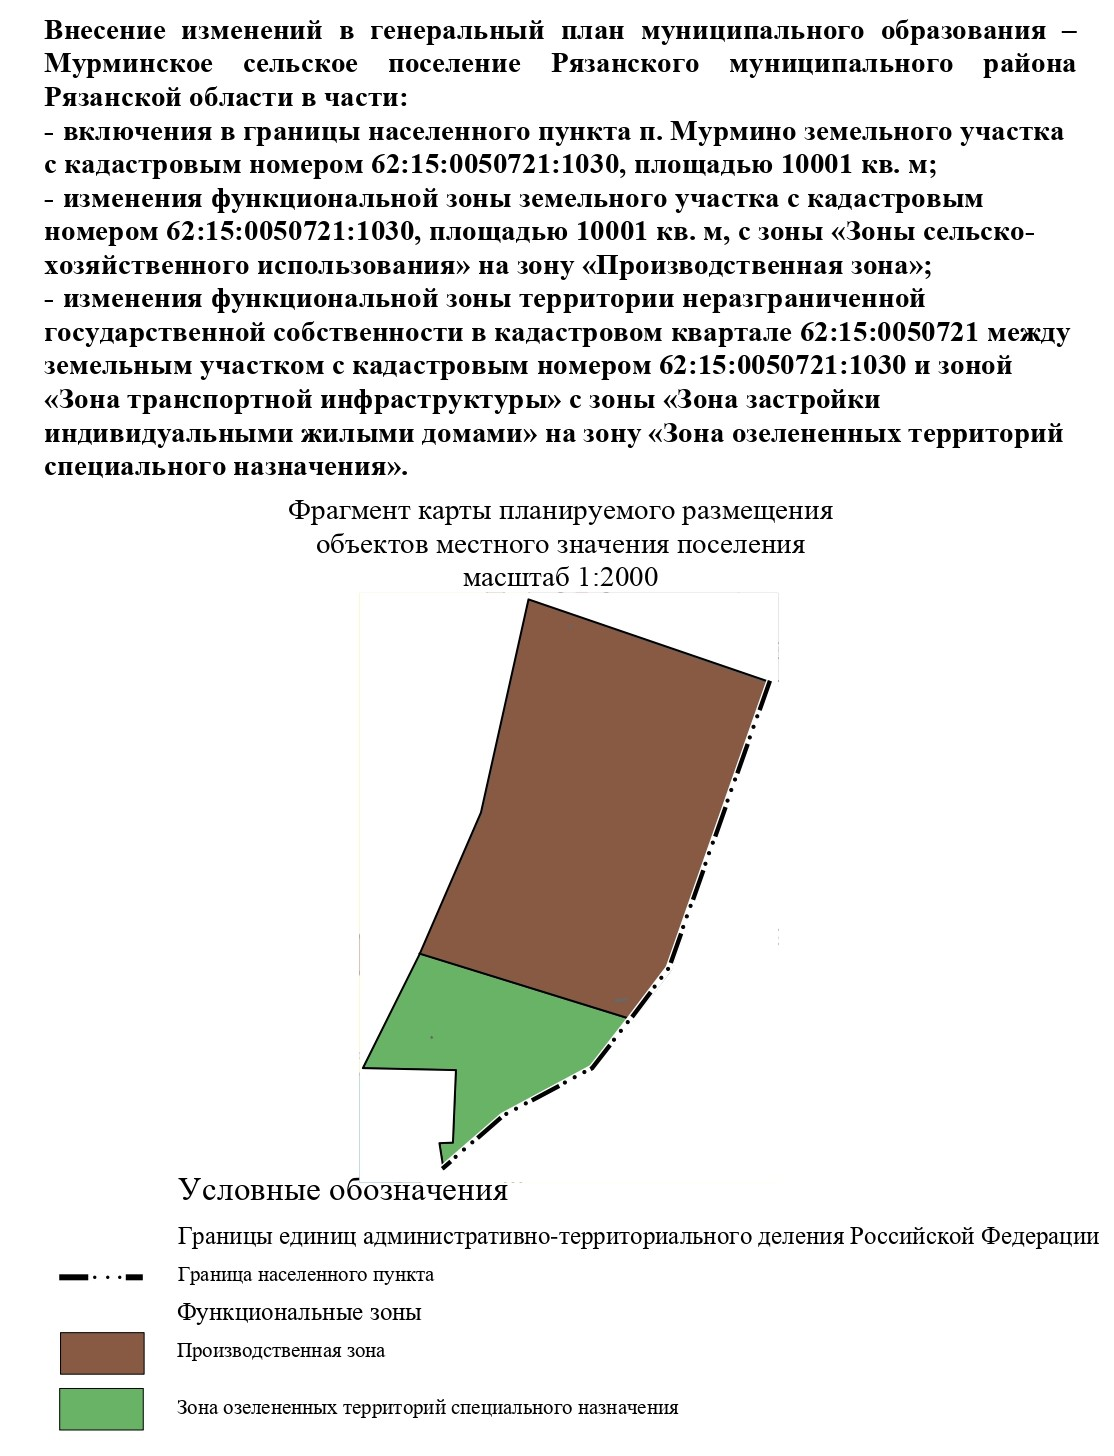 Внесение изменений в генеральный план муниципального образования –
Мурминское сельское поселение Рязанского муниципального района
Рязанской области в части:
- включения в границы населенного пункта п. Мурмино земельного участка
с кадастровым номером 62:15:0050721:1030, площадью 10001 кв. м;
- изменения функциональной зоны земельного участка с кадастровым
номером 62:15:0050721:1030, площадью 10001 кв. м, с зоны «Зоны сельско-
хозяйственного использования» на зону «Производственная зона»;
- изменения функциональной зоны территории неразграниченной
государственной собственности в кадастровом квартале 62:15:0050721 между
земельным участком с кадастровым номером 62:15:0050721:1030 и зоной
«Зона транспортной инфраструктуры» с зоны «Зона застройки
индивидуальными жилыми домами» на зону «Зона озелененных территорий
специального назначения».
Фрагмент карты планируемого размещения
объектов местного значения поселения
масштаб 1:2000
Условные обозначения
Границы единиц административно-территориального деления Российской Федерации
Граница населенного пункта
Функциональные зоны
Производственная зона
Зона озелененных территорий специального назначения